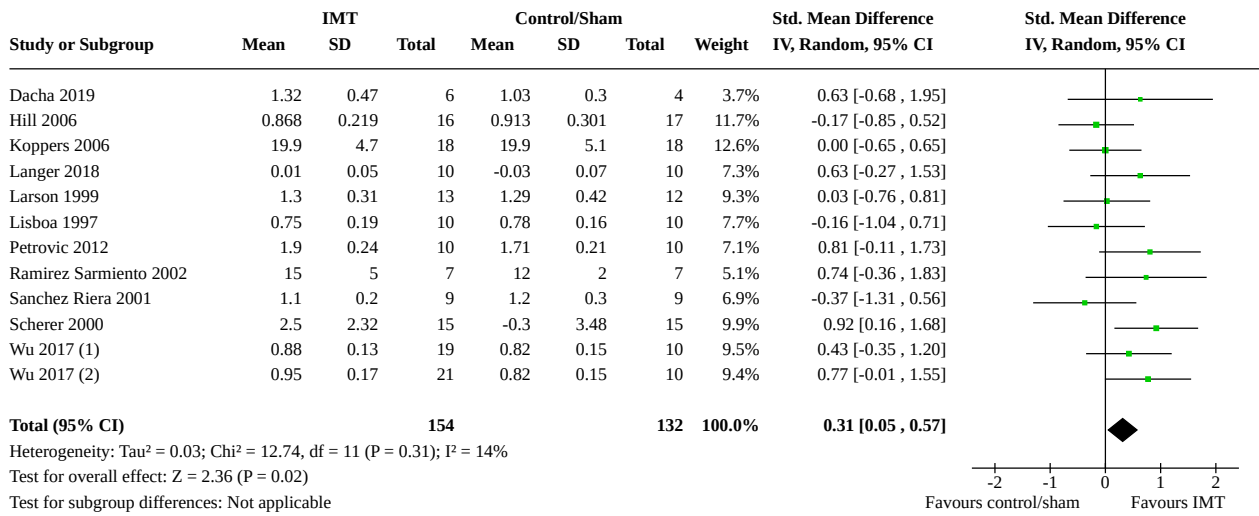 IMT Control/Sham Std. Mean Difference Std. Mean Difference
Study or Subgroup Mean SD Total Mean SD Total Weight IV, Random, 95% CI IV, Random, 95% CI
Dacha 2019 1.32 0.47 6 1.03 0.3 4 3.7% 0.63 [-0.68 , 1.95]
Hill 2006 0.868 0.219 16 0.913 0.301 17 11.7% -0.17 [-0.85 , 0.52]
Koppers 2006 19.9 4.7 18 19.9 5.1 18 12.6% 0.00 [-0.65 , 0.65]
Langer 2018 0.01 0.05 10 -0.03 0.07 10 7.3% 0.63 [-0.27 , 1.53]
Larson 1999 1.3 0.31 13 1.29 0.42 12 9.3% 0.03 [-0.76 , 0.81]
Lisboa 1997 0.75 0.19 10 0.78 0.16 10 7.7% -0.16 [-1.04 , 0.71]
Petrovic 2012 1.9 0.24 10 1.71 0.21 10 7.1% 0.81 [-0.11 , 1.73]
Ramirez Sarmiento 2002 15 5 7 12 2 7 5.1% 0.74 [-0.36 , 1.83]
Sanchez Riera 2001 1.1 0.2 9 1.2 0.3 9 6.9% -0.37 [-1.31 , 0.56]
Scherer 2000 2.5 2.32 15 -0.3 3.48 15 9.9% 0.92 [0.16 , 1.68]
Wu 2017 (1) 0.88 0.13 19 0.82 0.15 10 9.5% 0.43 [-0.35 , 1.20]
Wu 2017 (2) 0.95 0.17 21 0.82 0.15 10 9.4% 0.77 [-0.01 , 1.55]
Total (95% CI) 154 132 100.0% 0.31 [0.05 , 0.57]
Heterogeneity: Tau² = 0.03; Chi² = 12.74, df = 11 (P = 0.31); I² = 14%
Test for overall effect: Z = 2.36 (P = 0.02)
Test for subgroup differences: Not applicable
-2 -1 0 1 2
Favours control/sham Favours IMT